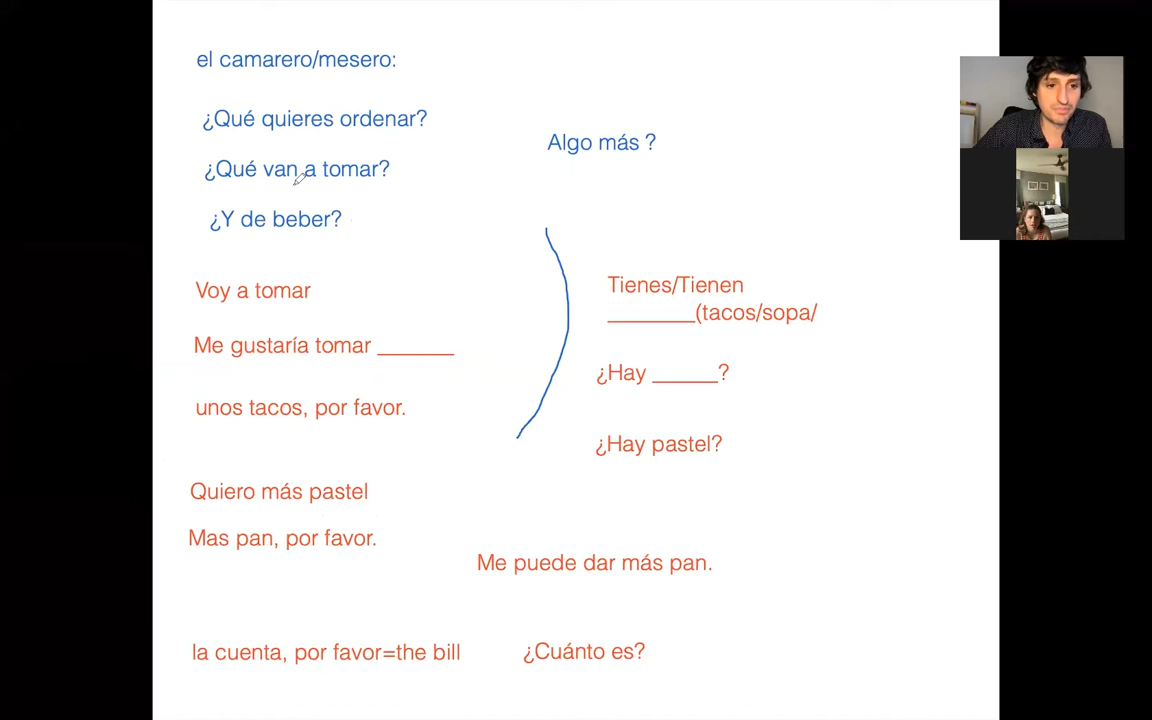 el camarero/mesero:
¿Qué quieres ordenar?
Algo más ?
¿Qué van a tomar?
¿Y de beber?
Voy a tomar
Me gustaría tomar _______
unos tacos, por favor.
Tienes/Tienen
________(tacos/sopa/
¿Hay ______?
¿Hay pastel?
Quiero más pastel
Mas pan, por favor.
Me puede dar más pan.
la cuenta, por favor=the bill
¿Cuánto es?